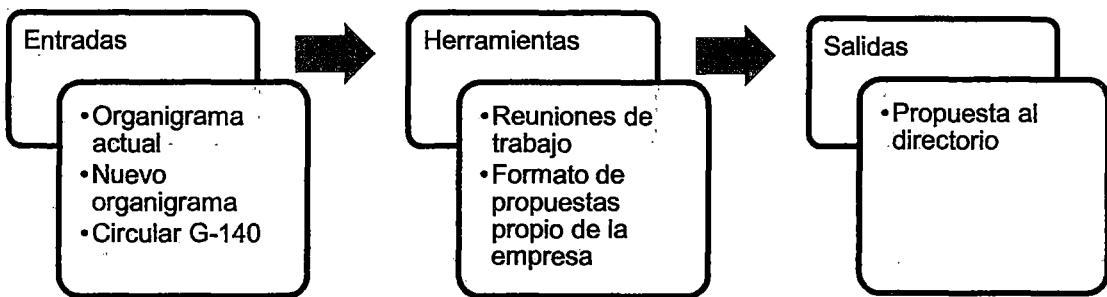 Entradas
•Organigrama
actual
•Nuevo
organigrama
•Circular G-140
Herramientas
•Reuniones de
trabajo
•Formato de
propuestas
propio de la
empresa
Salidas
•Propuesta al
directorio